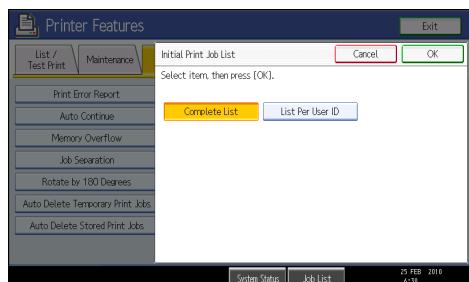 Printer Features
Exit
List / Test Print
Maintenance
Initial Print Job List
Cancel
OK
Select item, then press [OK].
Complete List
List Per User ID
Print Error Report
Auto Continue
Memory Overflow
Job Separation
Rotate by 180 Degrees
Auto Delete Temporary Print Jobs
Auto Delete Stored Print Jobs
System Status
Job List
25 FEB 2010